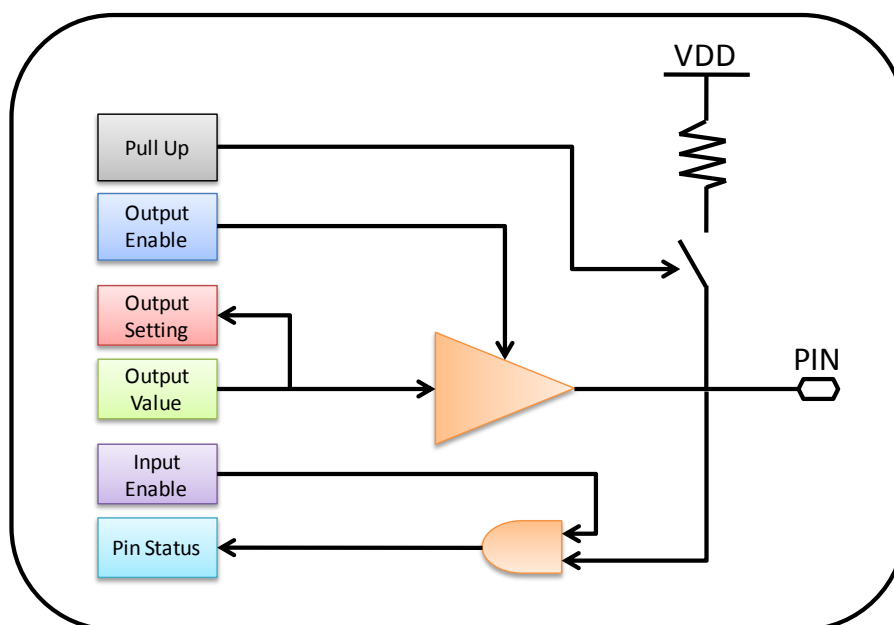 VDD
Pull Up
Output
Enable
Output
Setting
PIN
Output
Value
Input
Enable
Pin Status